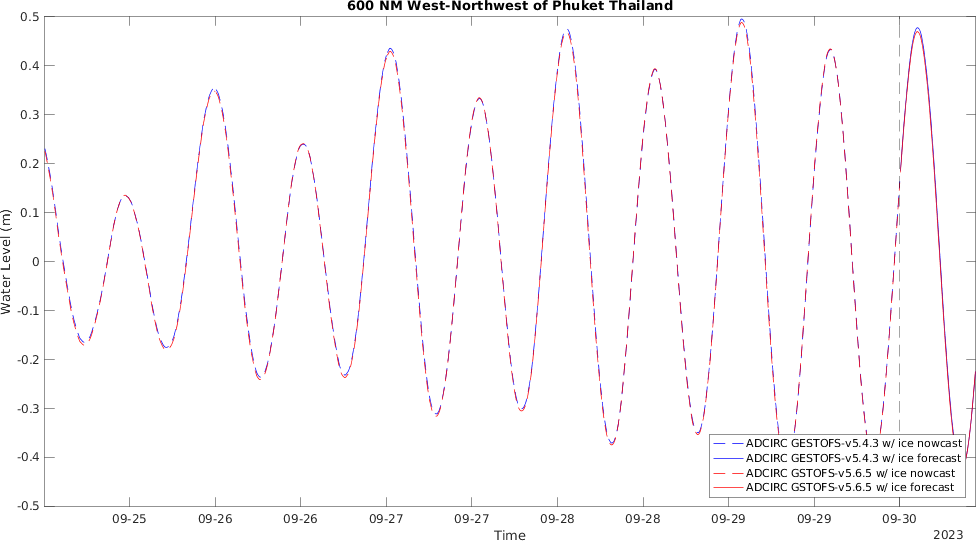 600 NM West-Northwest of Phuket Thailand
0.5
0.4
0.3
0.2
0.1
0
-0.1
-0.2
-0.3
-0.4
-0.5
Water Level (m)
ADCIRC GESTOFS-v5.4.3 w/ ice nowcast
ADCIRC GESTOFS-v5.4.3 w/ ice forecast
ADCIRC GSTOFS-v5.6.5 w/ ice nowcast
ADCIRC GSTOFS-v5.6.5 w/ ice forecast
09-25 09-26 09-26 09-27 09-27 09-28 09-28 09-29 09-29 09-30
Time
2023